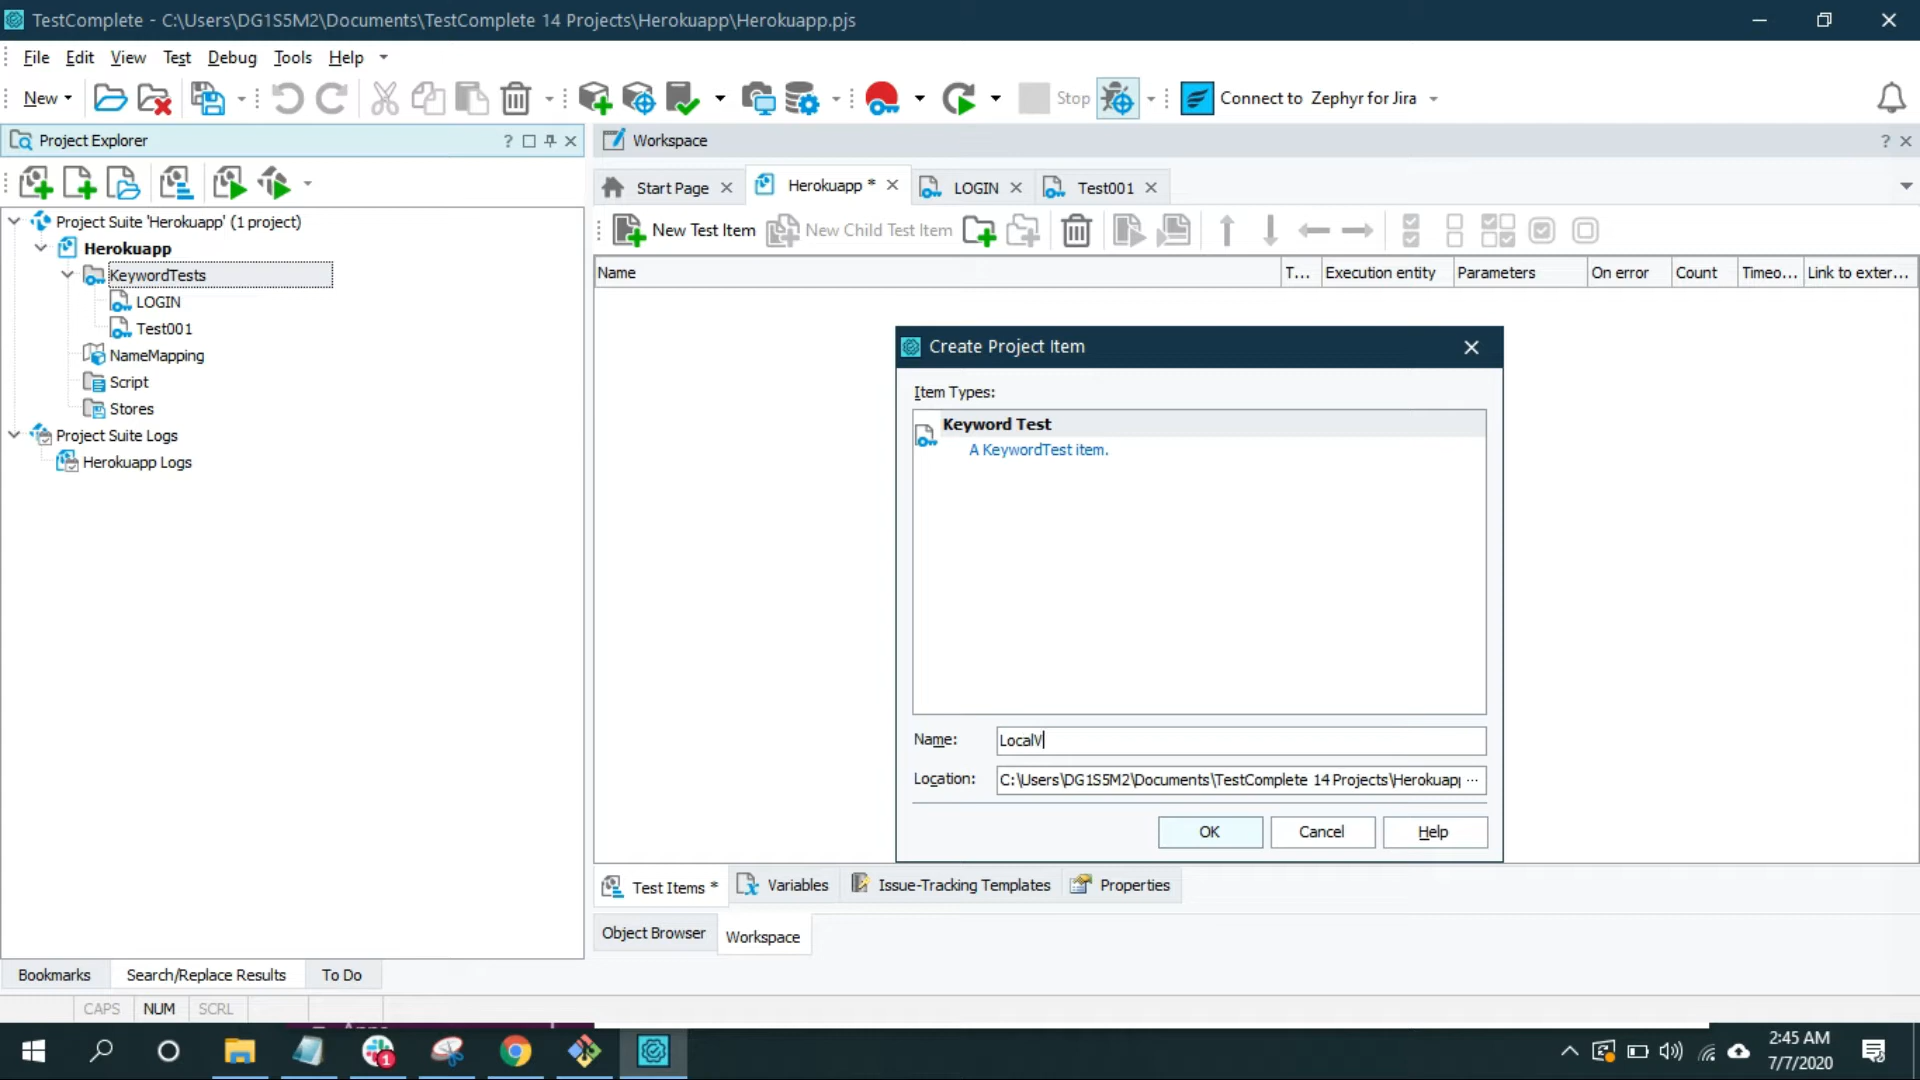 TestComplete - C:\Users\DG1S5M2\Documents\TestComplete 14 Projects\Herokuapp\Herokuapp.pjs
File Edit View Test Debug Tools Help
New Stop Connect to Zephyr for Jira
Project Explorer ?
Workspace ?
Start Page Herokuapp * LOGIN Test001
New Test Item New Child Test Item
Name T... Execution entity Parameters On error Count Timeo... Link to exter...
Project Suite 'Herokuapp' (1 project)
Herokuapp
KeywordTests
LOGIN
Test001
NameMapping
Script
Stores
Project Suite Logs
Herokuapp Logs
Create Project Item
Item Types:
Keyword Test
A KeywordTest item.
Name: LocalV
Location: C:\Users\DG1S5M2\Documents\TestComplete 14 Projects\Herokuap ...
OK Cancel Help
Test Items * Variables Issue-Tracking Templates Properties
Object Browser Workspace
Bookmarks Search/Replace Results To Do
CAPS NUM SCRL
1
2:45 AM
7/7/2020